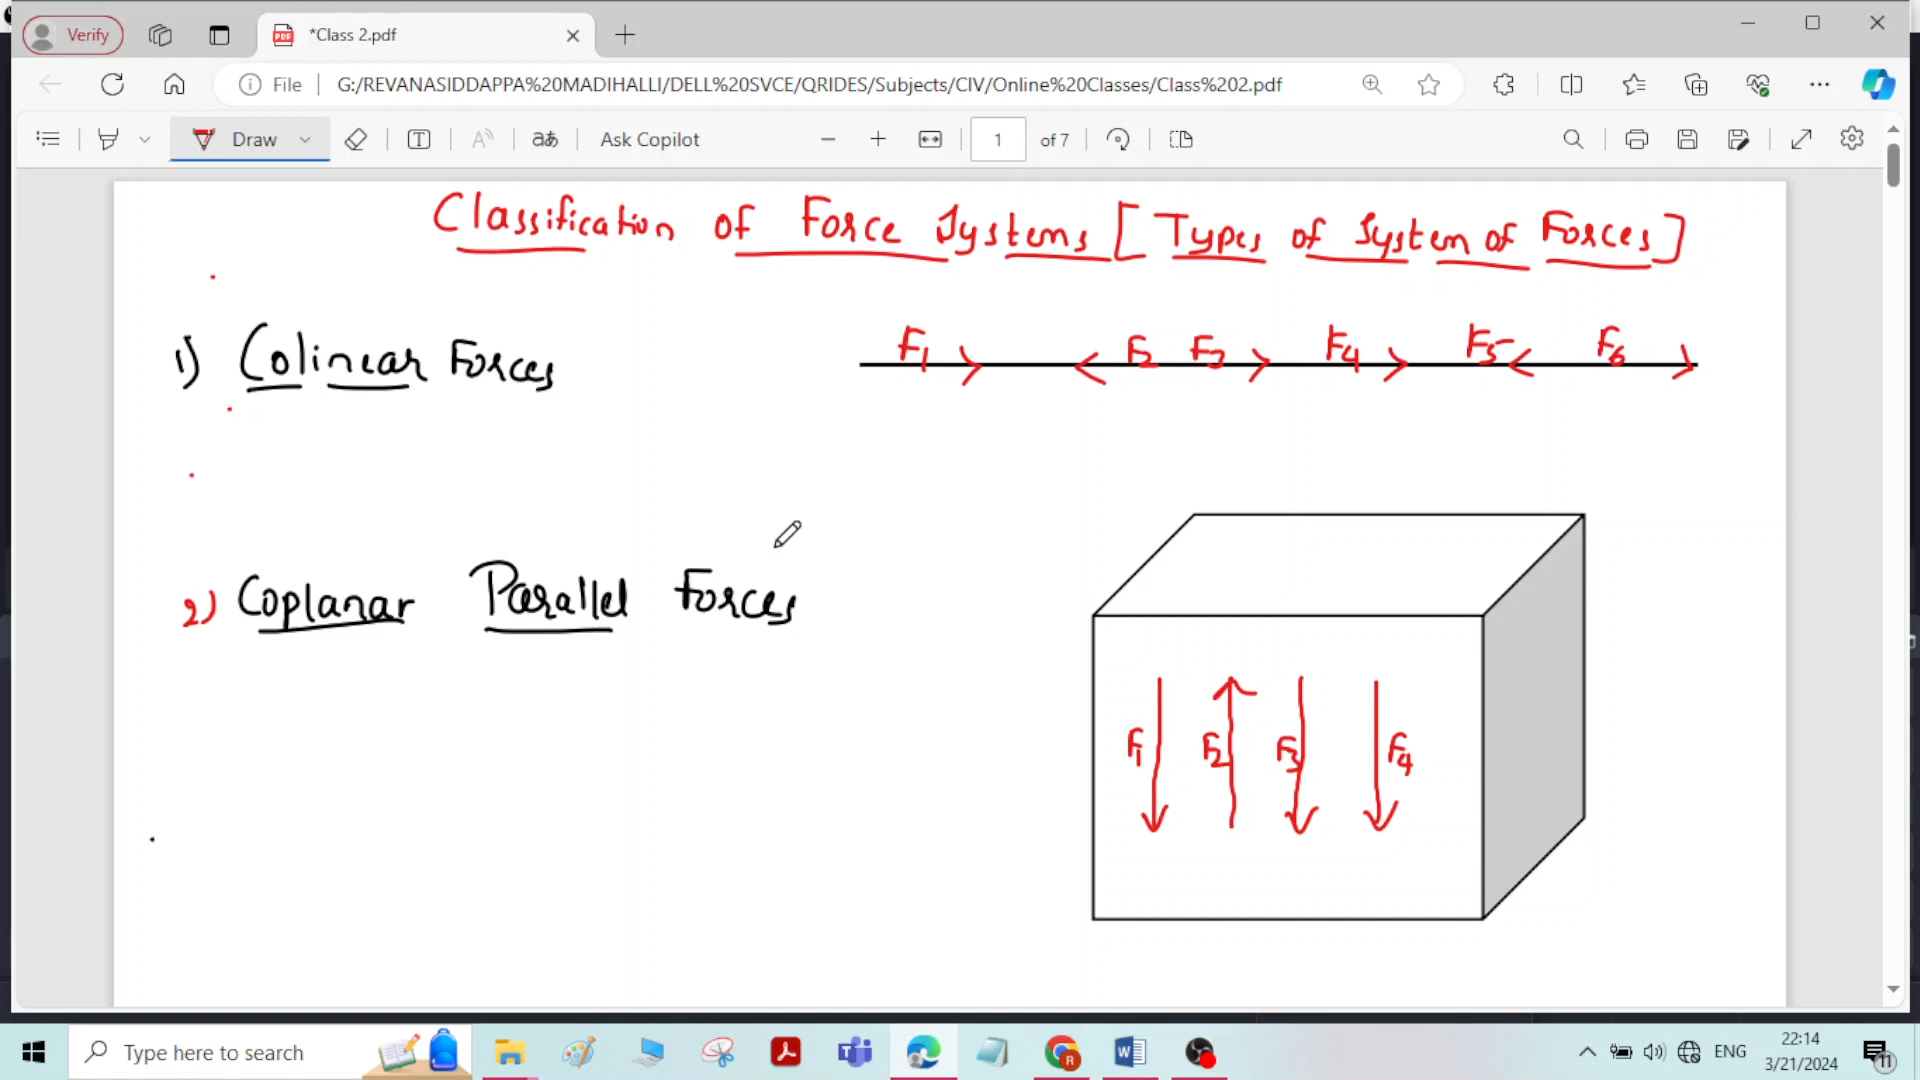 Verify
*Class 2.pdf
File
G:/REVANASIDDAPPA%20MADIHALLI/DELL%20SVCE/QRIDES/Subjects/CIV/Online%20Classes/Class%202.pdf
Draw
Ask Copilot
1 of 7
Classification of Force Systems [Types of System of Forces]
1) Colinear Forces
F1 F2 F3 F4 F5 F6
2) Coplanar Parallel Forces
F1 F2 F3 F4
Type here to search
ENG
22:14
3/21/2024
11